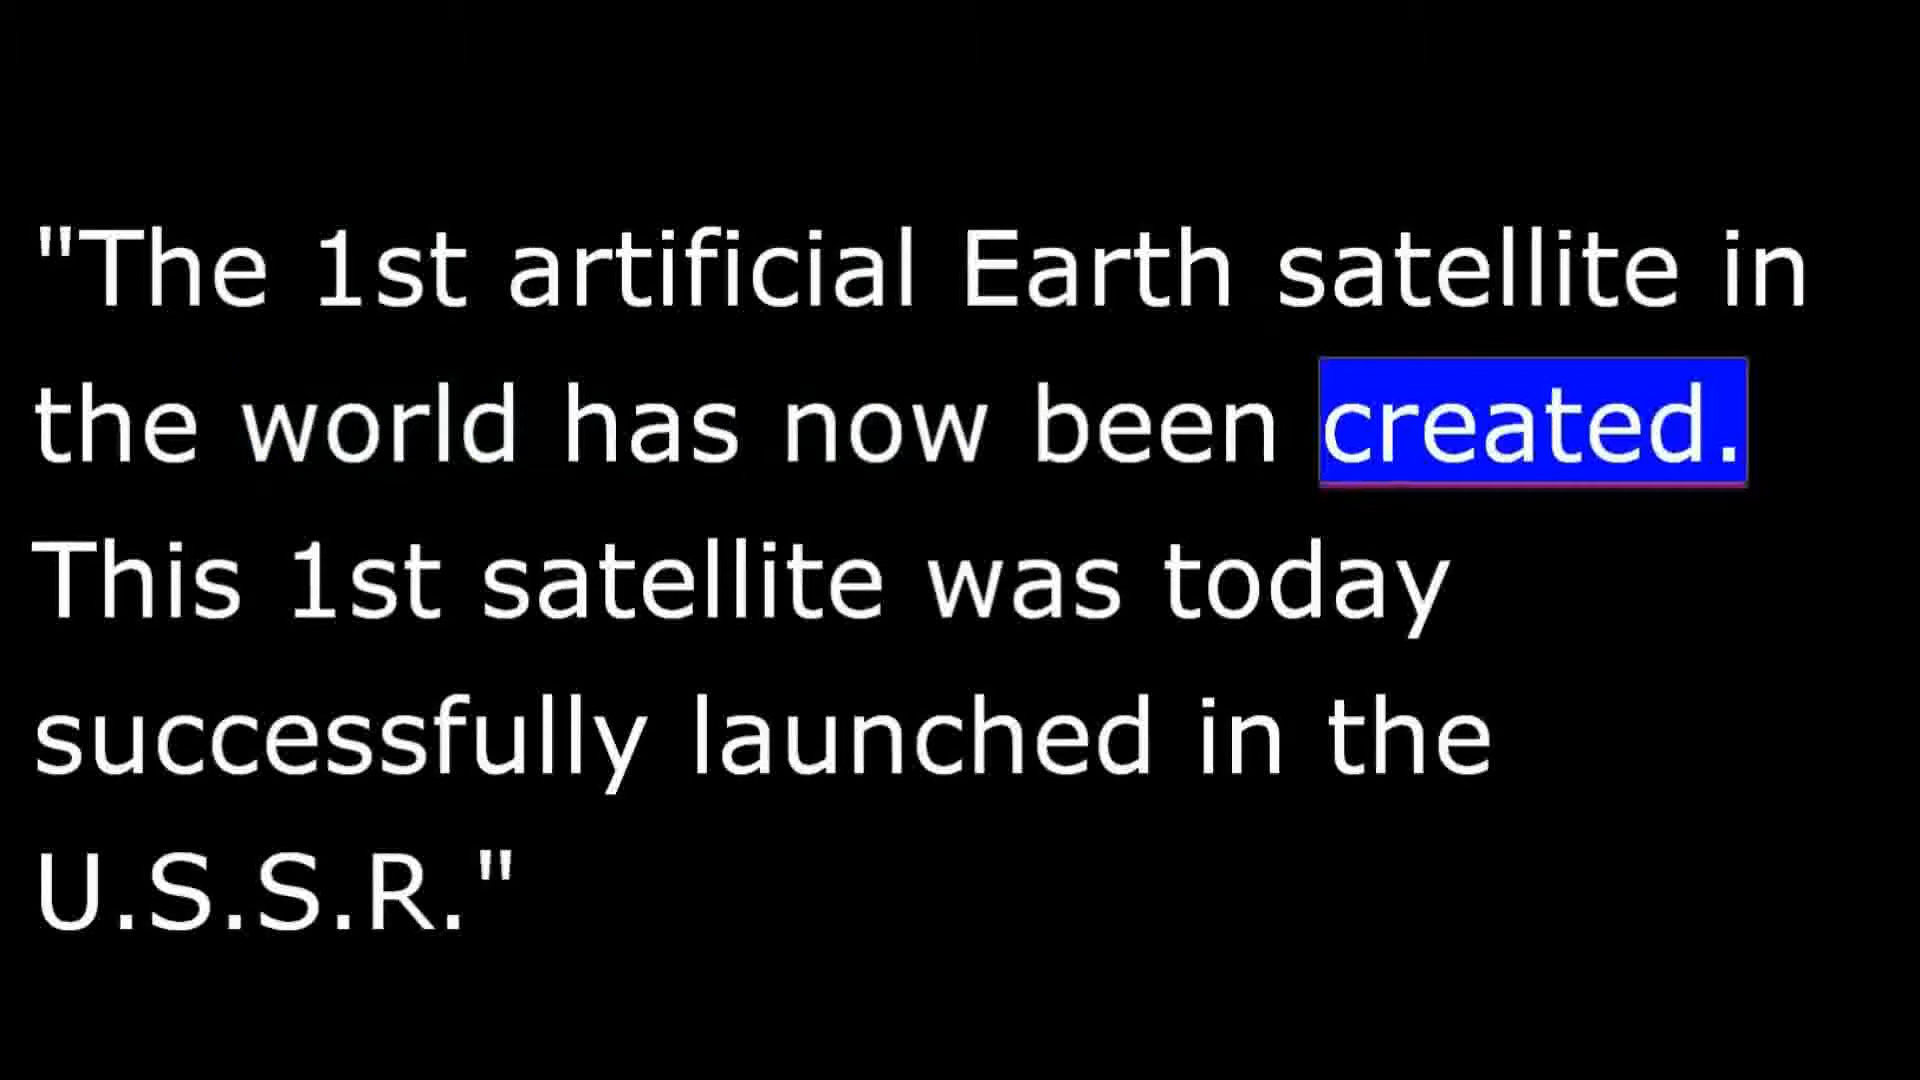 "The 1st artificial Earth satellite in
the world has now been created.
This 1st satellite was today
successfully launched in the
U.S.S.R."